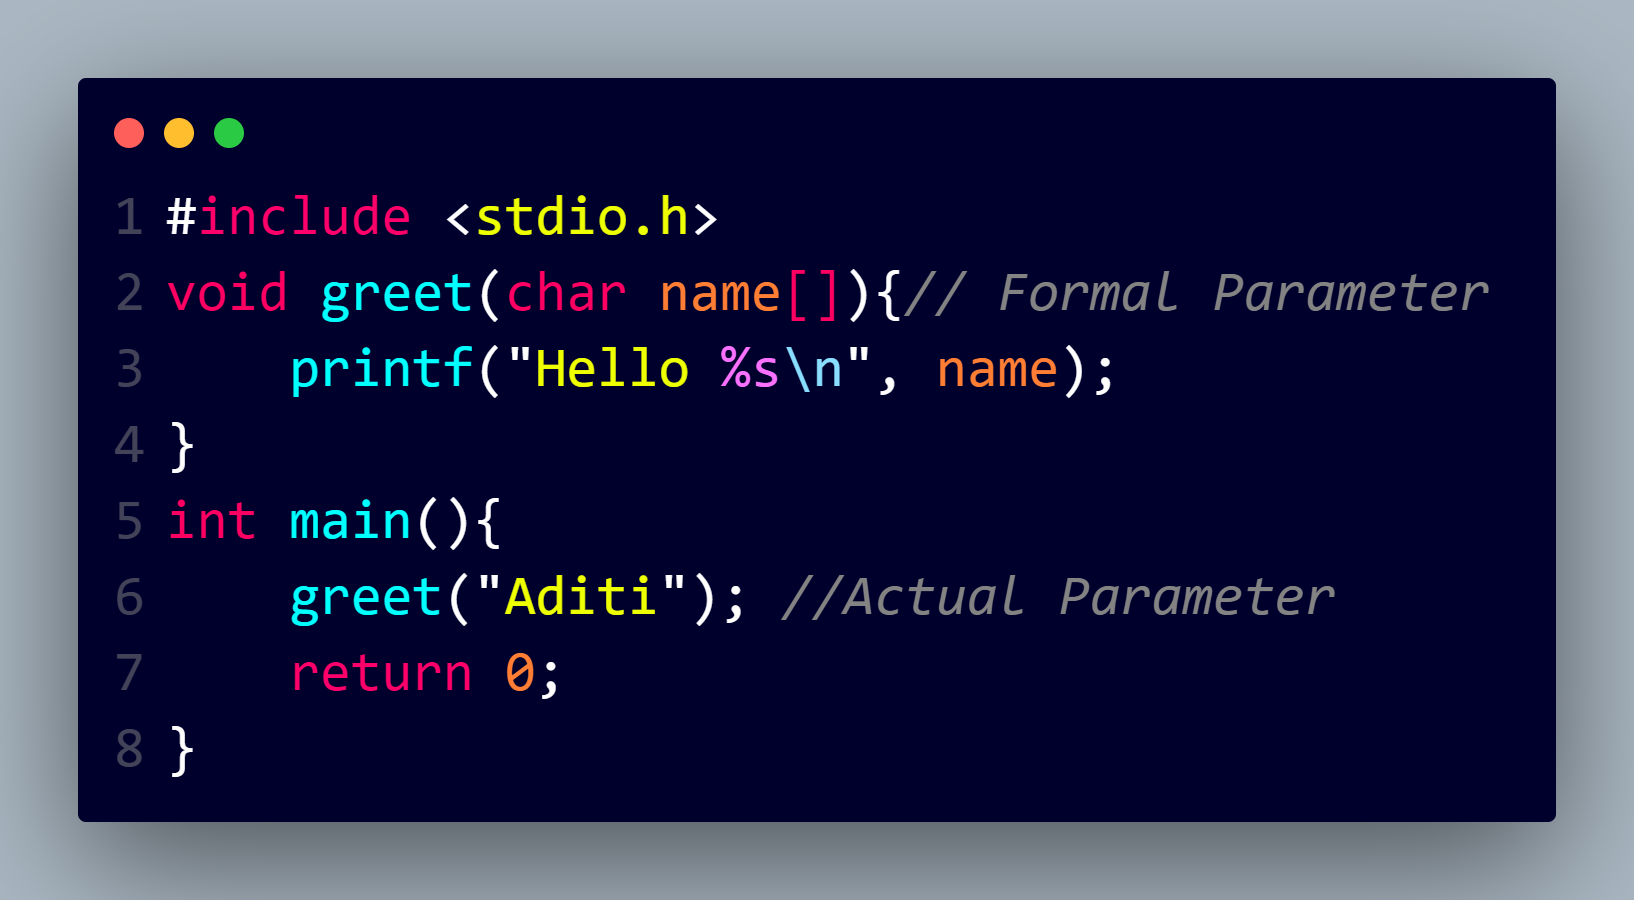 1 #include <stdio.h>
2 void greet(char name[]){// Formal Parameter
3     printf("Hello %s\n", name);
4 }
5 int main(){
6     greet("Aditi"); //Actual Parameter
7     return 0;
8 }